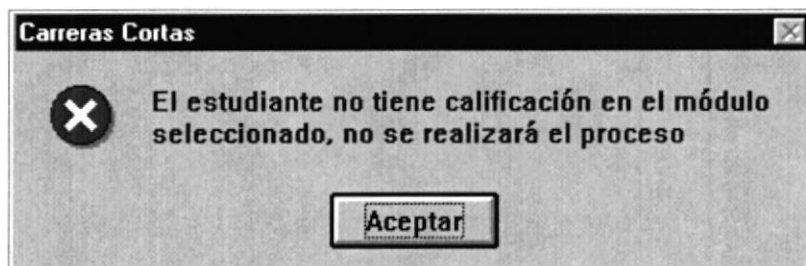 Carreras Cortas
El estudiante no tiene calificación en el módulo
seleccionado, no se realizará el proceso
Aceptar